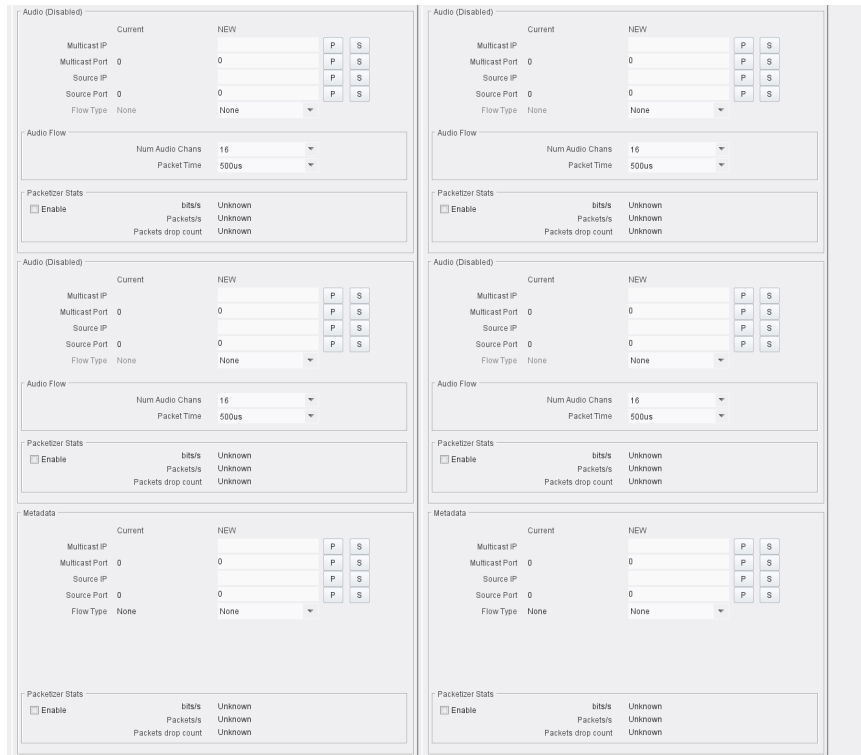 Audio (Disabled)
Current NEW
Multicast IP P S
Multicast Port 0 0 P S
Source IP P S
Source Port 0 0 P S
Flow Type None None
Audio Flow
Num Audio Chans 16
Packet Time 500us
Packetizer Stats
Enable bits/s Unknown
Packets/s Unknown
Packets drop count Unknown
Audio (Disabled)
Current NEW
Multicast IP P S
Multicast Port 0 0 P S
Source IP P S
Source Port 0 0 P S
Flow Type None None
Audio Flow
Num Audio Chans 16
Packet Time 500us
Packetizer Stats
Enable bits/s Unknown
Packets/s Unknown
Packets drop count Unknown
Metadata
Current NEW
Multicast IP P S
Multicast Port 0 0 P S
Source IP P S
Source Port 0 0 P S
Flow Type None None
Packetizer Stats
Enable bits/s Unknown
Packets/s Unknown
Packets drop count Unknown
Audio (Disabled)
Current NEW
Multicast IP P S
Multicast Port 0 0 P S
Source IP P S
Source Port 0 0 P S
Flow Type None None
Audio Flow
Num Audio Chans 16
Packet Time 500us
Packetizer Stats
Enable bits/s Unknown
Packets/s Unknown
Packets drop count Unknown
Audio (Disabled)
Current NEW
Multicast IP P S
Multicast Port 0 0 P S
Source IP P S
Source Port 0 0 P S
Flow Type None None
Audio Flow
Num Audio Chans 16
Packet Time 500us
Packetizer Stats
Enable bits/s Unknown
Packets/s Unknown
Packets drop count Unknown
Metadata
Current NEW
Multicast IP P S
Multicast Port 0 0 P S
Source IP P S
Source Port 0 0 P S
Flow Type None None
Packetizer Stats
Enable bits/s Unknown
Packets/s Unknown
Packets drop count Unknown